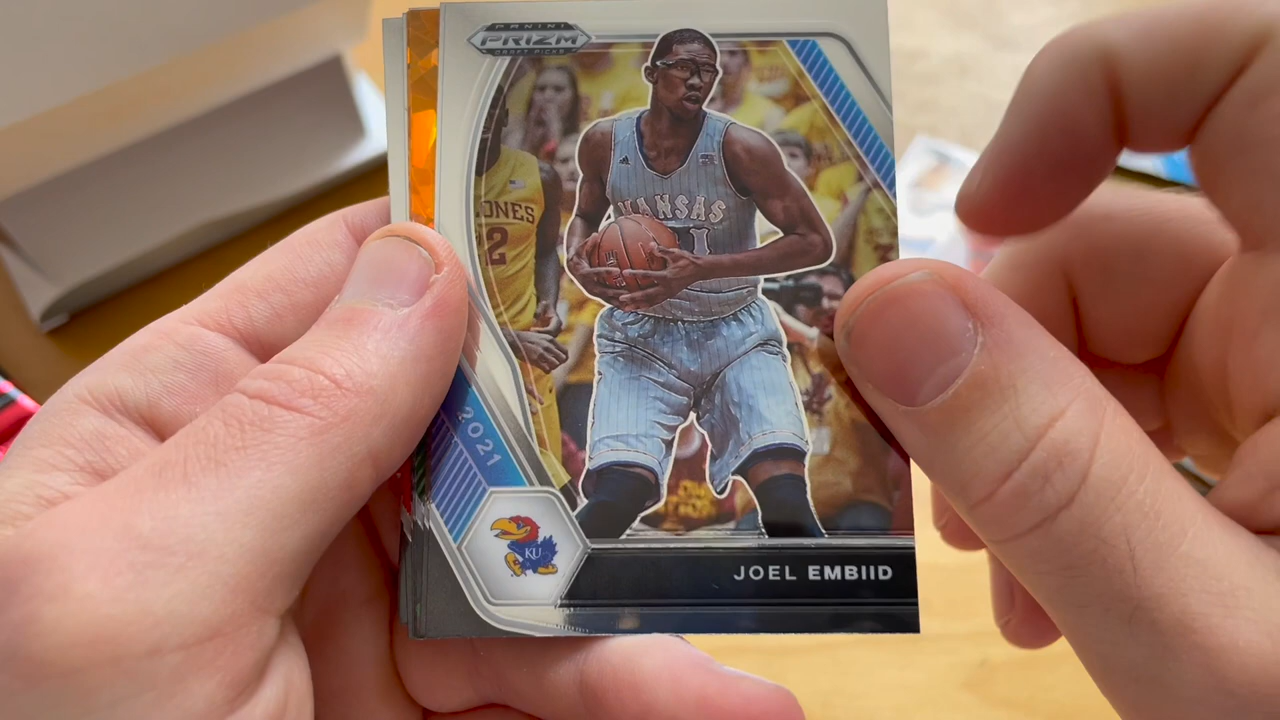 PANINI
PRIZM
DRAFT PICKS
KANSAS
ONES
2021
KU
JOEL EMBIID